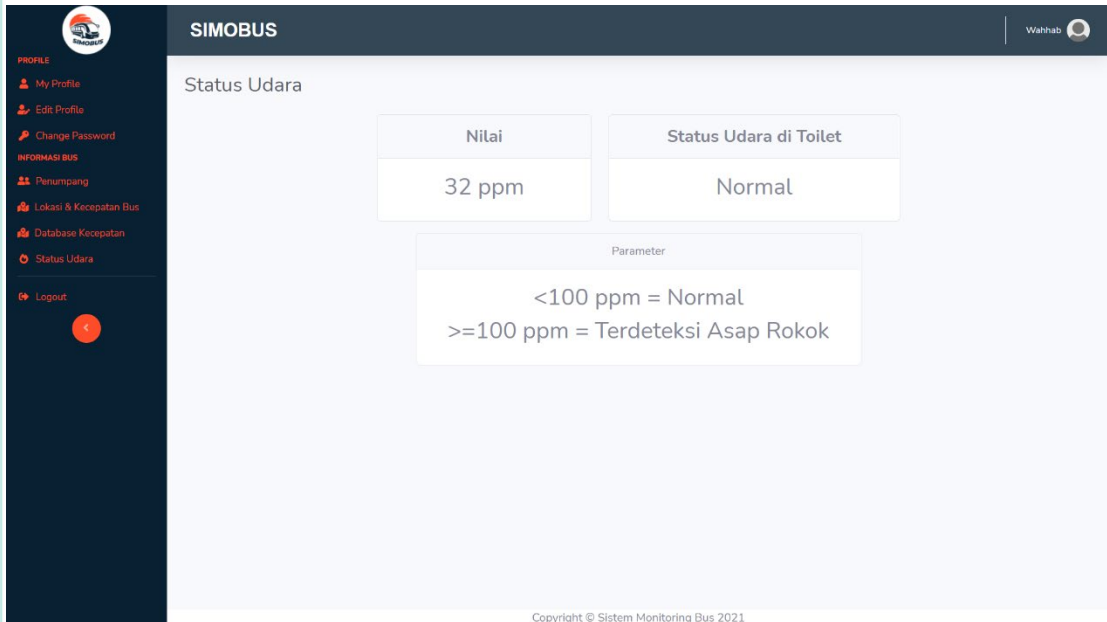 SIMOBUS
SIMOBUS
Wahhab
PROFILE
My Profile
Edit Profile
Change Password
INFORMASI BUS
Penumpang
Lokasi & Kecepatan Bus
Database Kecepatan
Status Udara
Logout
Status Udara
Nilai
32 ppm
Status Udara di Toilet
Normal
Parameter
<100 ppm = Normal
>=100 ppm = Terdeteksi Asap Rokok
Copyright © Sistem Monitoring Bus 2021